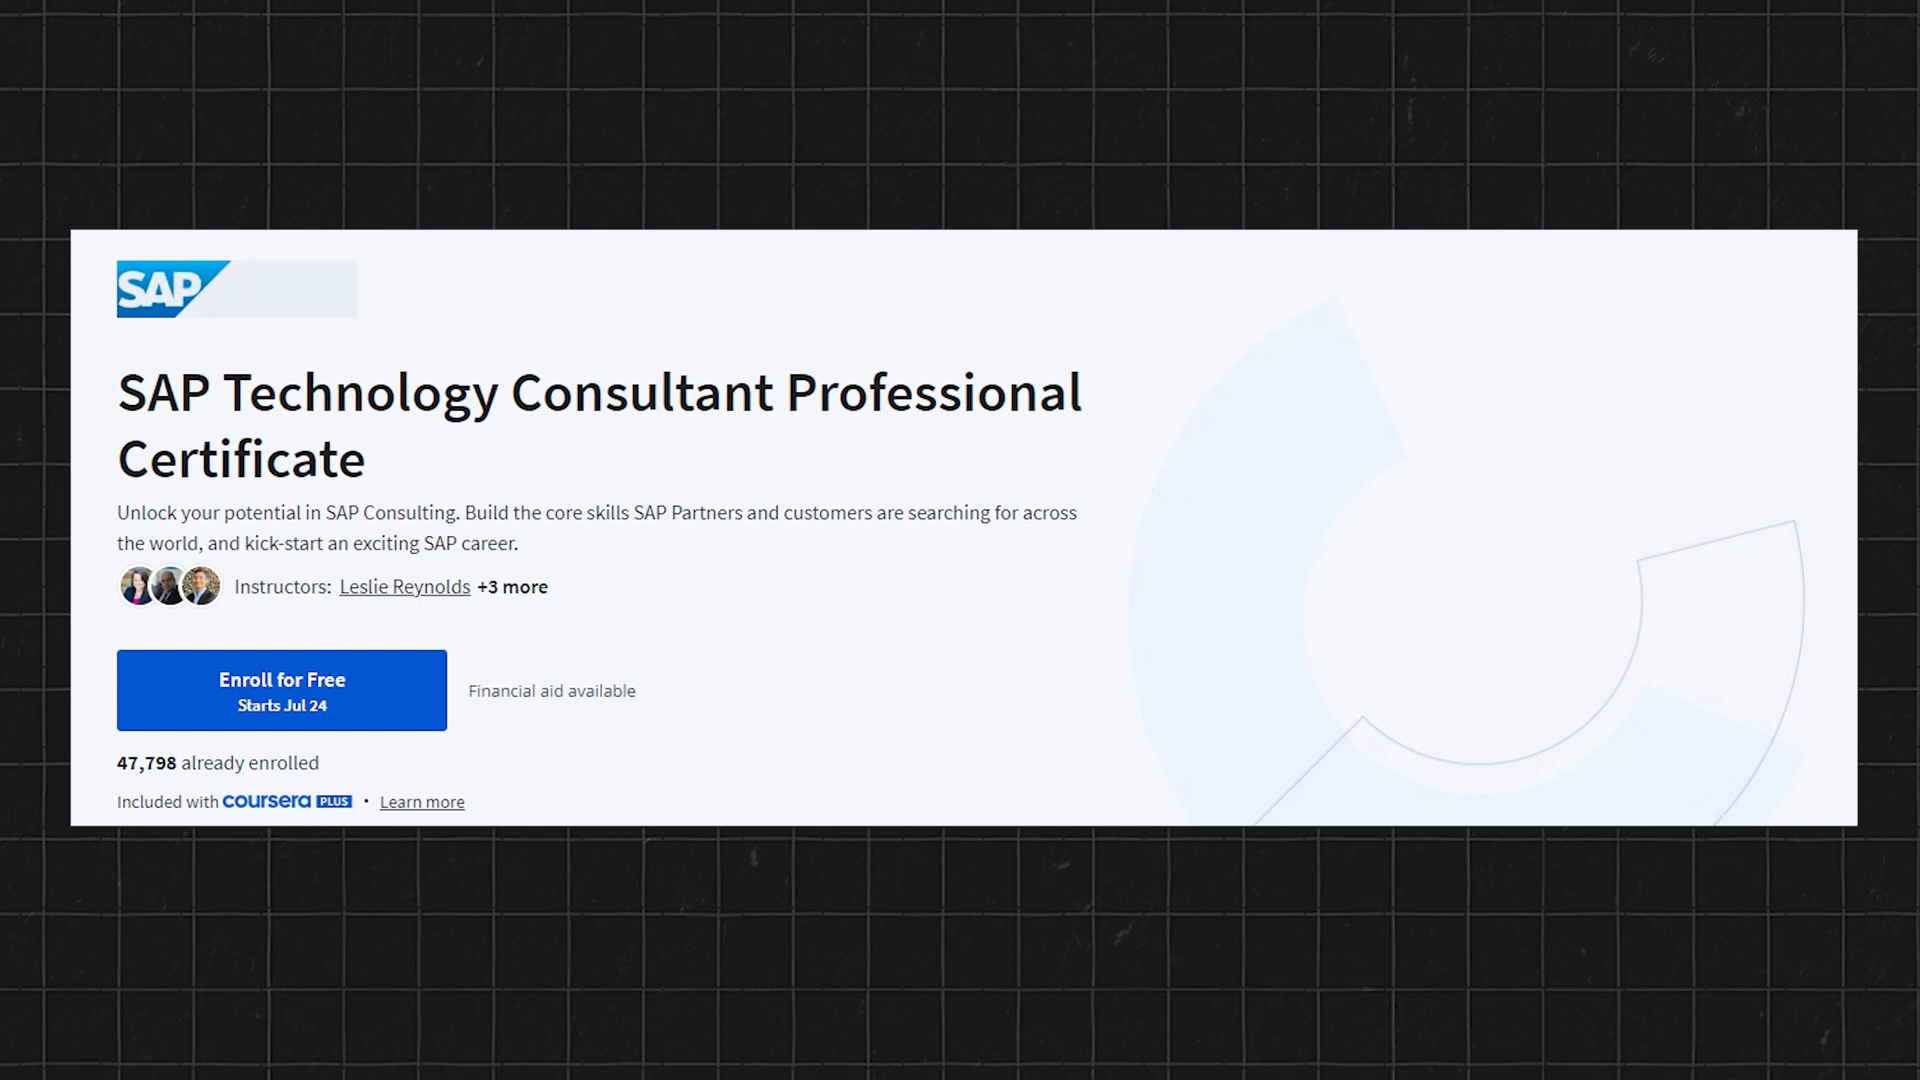 SAP
SAP Technology Consultant Professional
Certificate
Unlock your potential in SAP Consulting. Build the core skills SAP Partners and customers are searching for across
the world, and kick-start an exciting SAP career.
Instructors: Leslie Reynolds +3 more
Enroll for Free
Starts Jul 24
Financial aid available
47,798 already enrolled
Included with coursera PLUS • Learn more